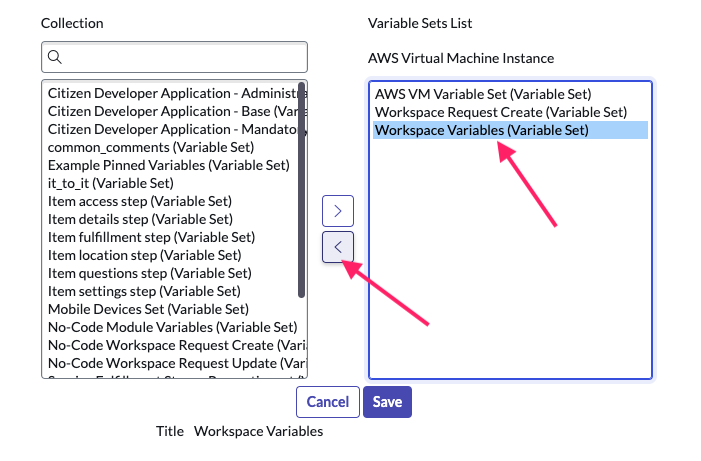 Collection
Variable Sets List
AWS Virtual Machine Instance
Citizen Developer Application - Administra
Citizen Developer Application - Base (Vari
Citizen Developer Application - Mandato
common_comments (Variable Set)
Example Pinned Variables (Variable Set)
it_to_it (Variable Set)
Item access step (Variable Set)
Item details step (Variable Set)
Item fulfillment step (Variable Set)
Item location step (Variable Set)
Item questions step (Variable Set)
Item settings step (Variable Set)
Mobile Devices Set (Variable Set)
No-Code Module Variables (Variable Set)
No-Code Workspace Request Create (Vari
No-Code Workspace Request Update (Vari
AWS VM Variable Set (Variable Set)
Workspace Request Create (Variable Set)
Workspace Variables (Variable Set)
Cancel Save
Title Workspace Variables